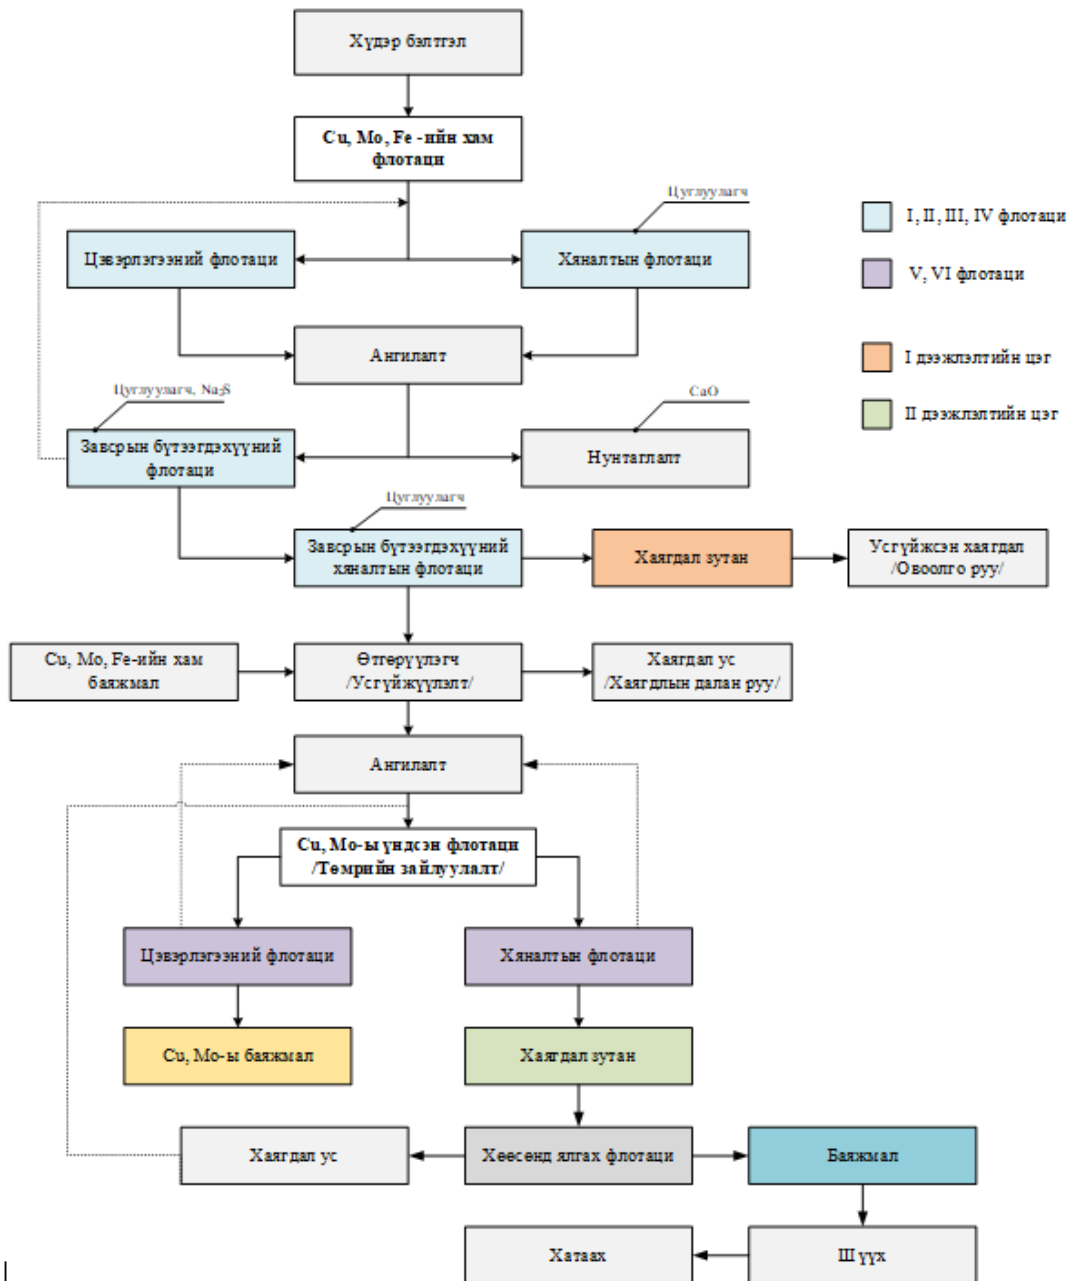 Хүдэр бэлтгэл
Cu, Mo, Fe -ийн хам
флотаци
Цуглуулагч
I, II, III, IV флотаци
Цэвэрлэгээний флотаци
Хяналтын флотаци
V, VI флотаци
Ангилалт
I дээжлэлтийн цэг
Цуглуулагч, Na₂S
CaO
II дээжлэлтийн цэг
Завсрын бүтээгдэхүүний
флотаци
Нунтаглалт
Цуглуулагч
Завсрын бүтээгдэхүүний
хяналтын флотаци
Хаягдал зутан
Усгүйжсэн хаягдал
/Овоолго руу/
Cu, Mo, Fe-ийн хам
баяжмал
Өтгөрүүлэгч
/Усгүйжүүлэлт/
Хаягдал ус
/Хаягдлын далан руу/
Ангилалт
Cu, Mo-ы үндсэн флотаци
/Төмрийн зайлуулалт/
Цэвэрлэгээний флотаци
Хяналтын флотаци
Cu, Mo-ы баяжмал
Хаягдал зутан
Хаягдал ус
Хөөсөнд ялгах флотаци
Баяжмал
Хатаах
Шүүх